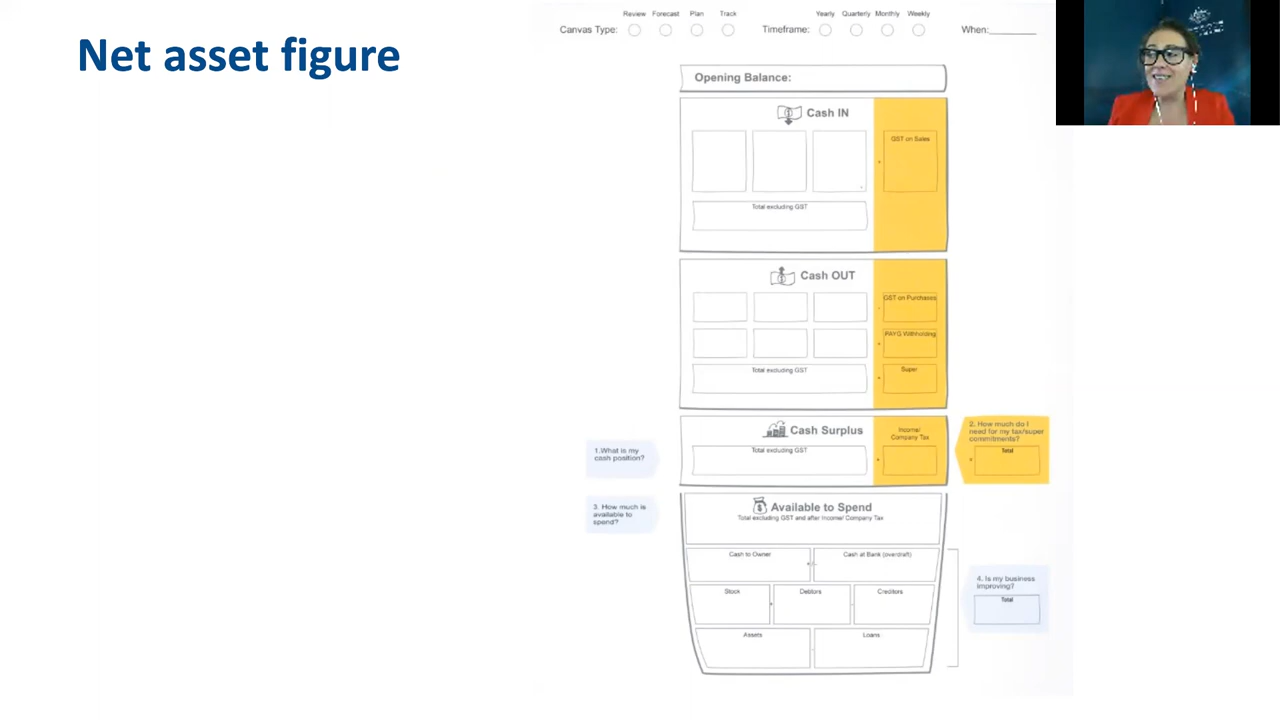 Net asset figure
Review Forecast Plan Track
Canvas Type:
Yearly Quarterly Monthly Weekly
Timeframe:
When:________
Opening Balance:
Cash IN
GST on Sales
Total excluding GST
Cash OUT
GST on Purchases
PAYG Withholding
Total excluding GST
Super
Cash Surplus
Total excluding GST
Income/
Company Tax
1.What is my
cash position?
2. How much do I
need for my tax/super
commitments?
Total
3. How much is
available to
spend?
Available to Spend
Total excluding GST and after Income/ Company Tax
Cash to Owner
Cash at Bank (overdraft)
Stock
Debtors
Creditors
Assets
Loans
4. Is my business
improving?
Total